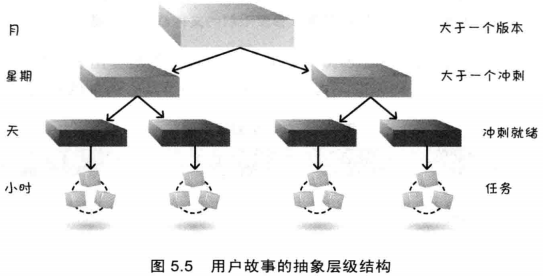 月 大于一个版本
星期 大于一个冲刺
天 冲刺就绪
小时 任务
图 5.5 用户故事的抽象层级结构